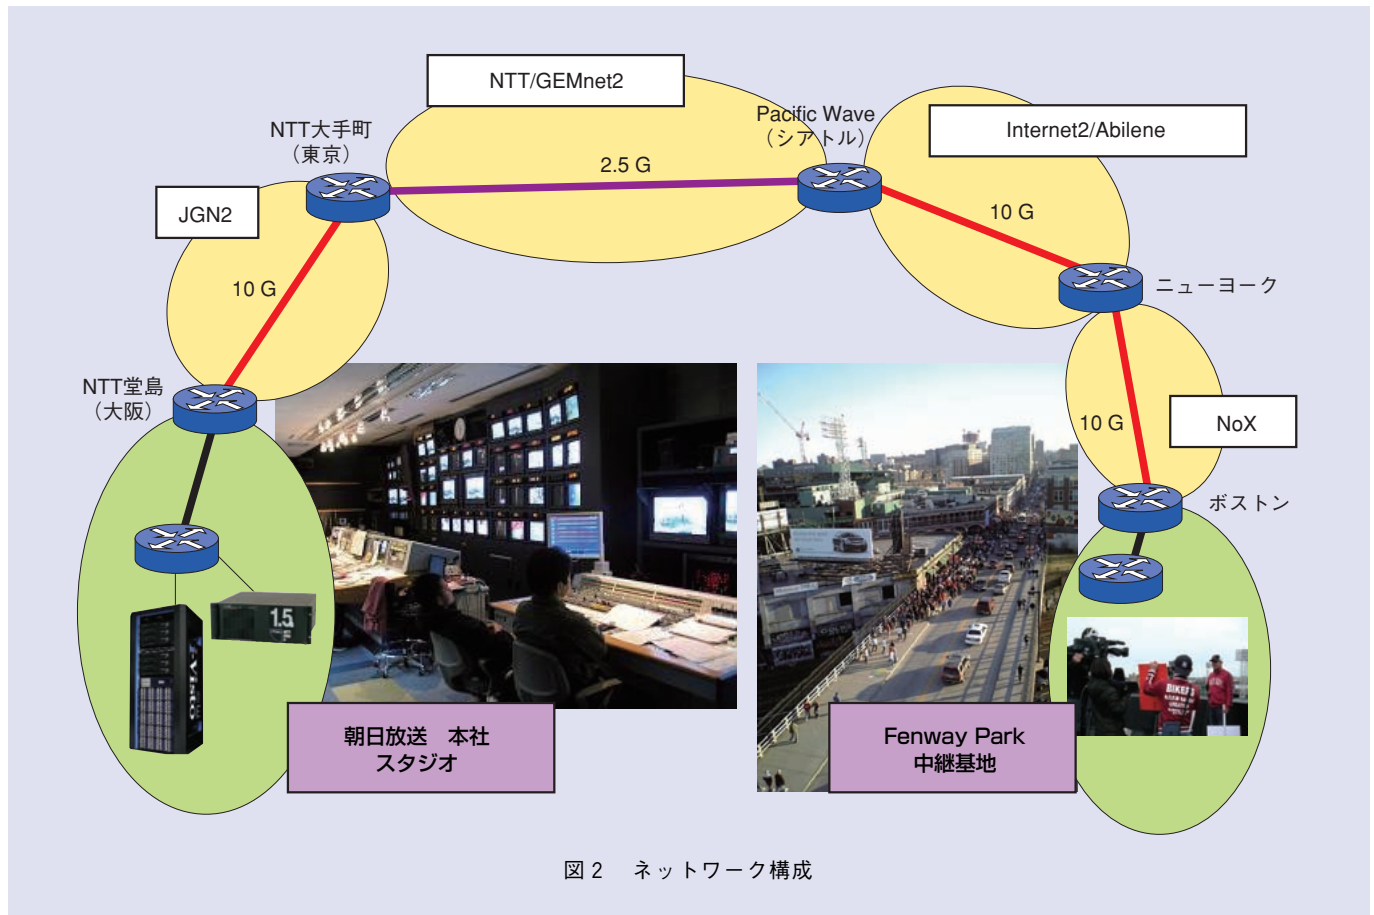 NTT/GEMnet2
Pacific Wave
（シアトル）
Internet2/Abilene
NTT大手町
（東京）
2.5 G
JGN2
10 G
10 G
ニューヨーク
NTT堂島
（大阪）
10 G
NoX
ボストン
1.5
BIKERS
朝日放送　本社
スタジオ
Fenway Park
中継基地
図 2　ネットワーク構成